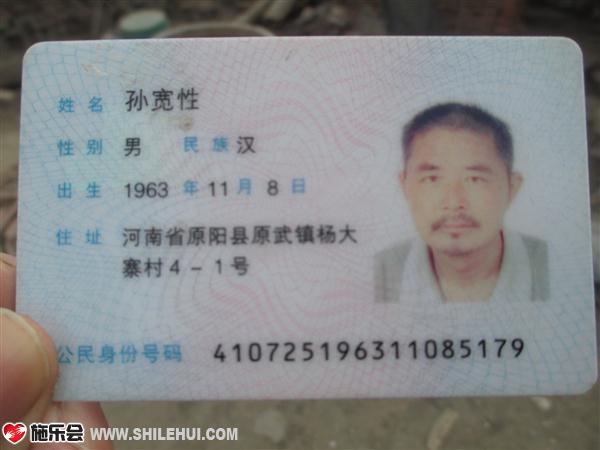 姓名 孙宽性
性别 男 民族 汉
出生 1963 年 11 月 8 日
住址 河南省原阳县原武镇杨大
寨村4－1号
公民身份号码 410725196311085179
施乐会 WWW.SHILEHUI.COM